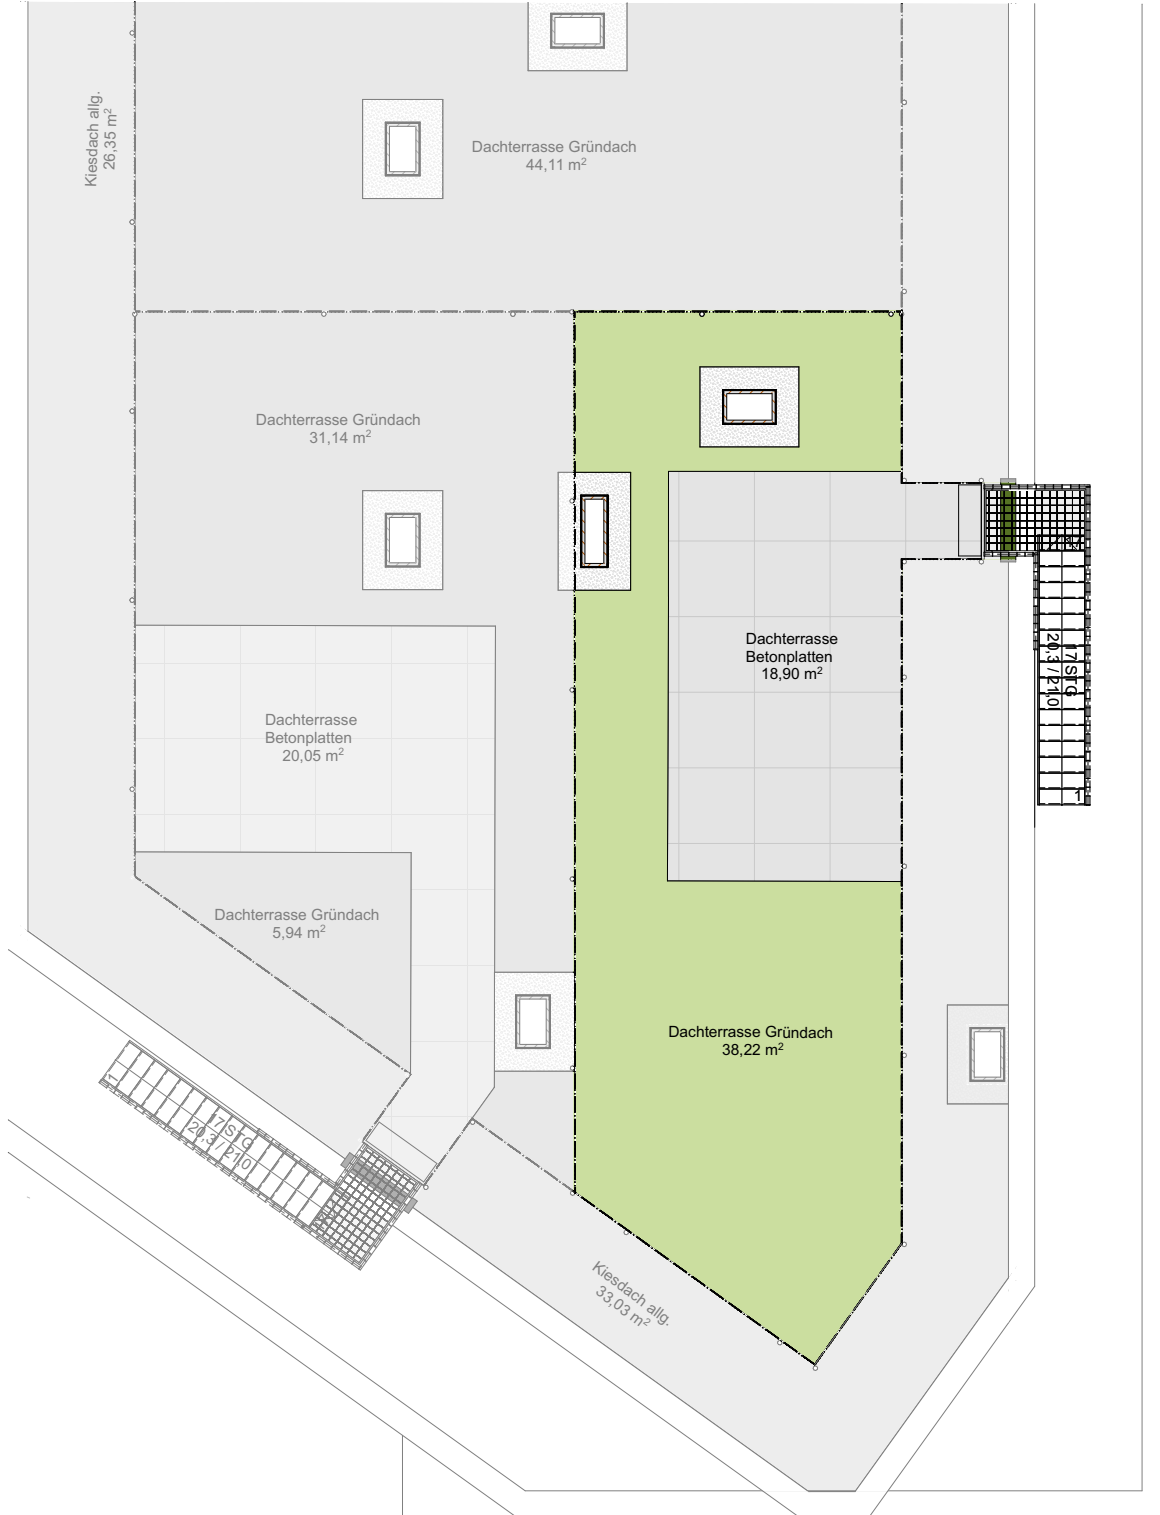 Kiesdach allg.
26,35 m²
Dachterrasse Gründach
44,11 m²
Dachterrasse Gründach
31,14 m²
Dachterrasse
Betonplatten
18,90 m²
17 STG
20,3 / 21,0
1
Dachterrasse
Betonplatten
20,05 m²
Dachterrasse Gründach
5,94 m²
Dachterrasse Gründach
38,22 m²
1
17 STG
20,3 / 21,0
Kiesdach allg.
33,03 m²